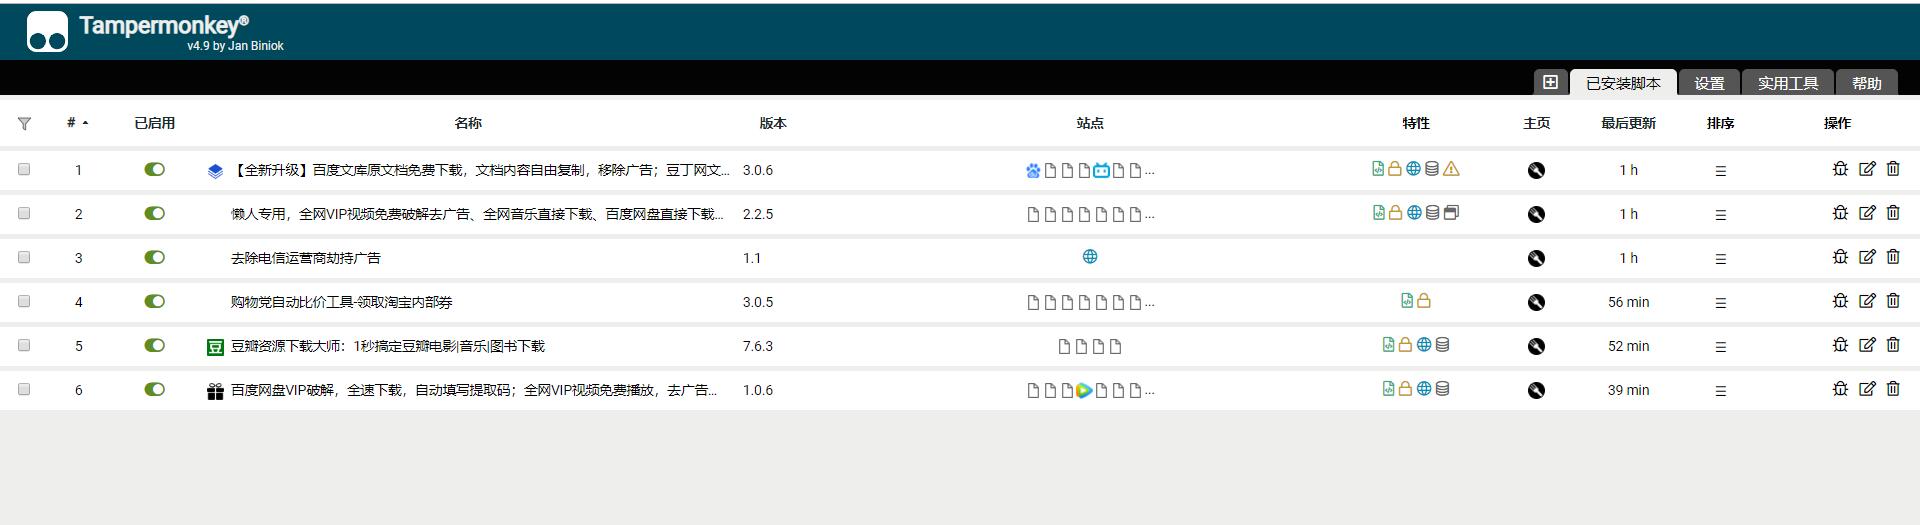 Tampermonkey®
v4.9 by Jan Biniok
已安装脚本 设置 实用工具 帮助
# 已启用 名称 版本 站点 特性 主页 最后更新 排序 操作
1 【全新升级】百度文库原文档免费下载，文档内容自由复制，移除广告；豆丁网文... 3.0.6 ... 1 h
2 懒人专用，全网VIP视频免费破解去广告、全网音乐直接下载、百度网盘直接下载... 2.2.5 ... 1 h
3 去除电信运营商劫持广告 1.1 1 h
4 购物党自动比价工具-领取淘宝内部券 3.0.5 ... 56 min
5 豆 豆瓣资源下载大师：1秒搞定豆瓣电影|音乐|图书下载 7.6.3 52 min
6 百度网盘VIP破解，全速下载，自动填写提取码；全网VIP视频免费播放，去广告... 1.0.6 ... 39 min